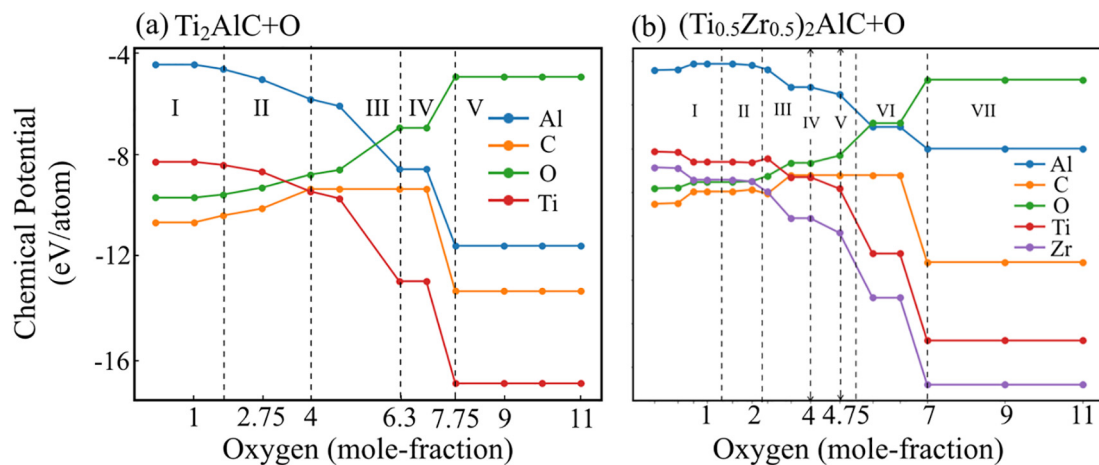 (a) Ti₂AlC+O
Chemical Potential
(eV/atom)
-4
-8
-12
-16
I
II
III
IV
V
Al
C
O
Ti
1
2.75
4
6.3
7.75
9
11
Oxygen (mole-fraction)
(b) (Ti₀.₅Zr₀.₅)₂AlC+O
I
II
III
IV
V
VI
VII
Al
C
O
Ti
Zr
1
2
4
4.75
7
9
11
Oxygen (mole-fraction)